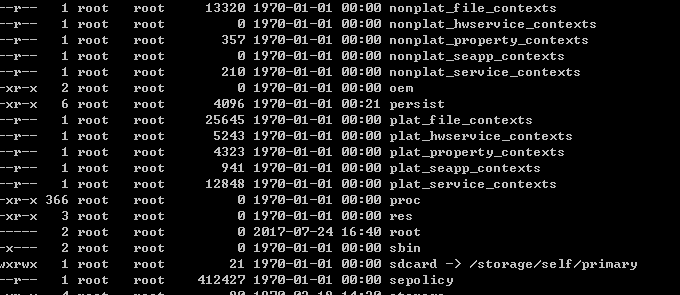 --r--- 1 root root 13320 1970-01-01 00:00 nonplat_file_contexts
--r--- 1 root root 0 1970-01-01 00:00 nonplat_hwservice_contexts
--r--- 1 root root 357 1970-01-01 00:00 nonplat_property_contexts
--r--- 1 root root 0 1970-01-01 00:00 nonplat_seapp_contexts
--r--- 1 root root 210 1970-01-01 00:00 nonplat_service_contexts
-xr-x 2 root root 0 1970-01-01 00:00 oem
-xr-x 6 root root 4096 1970-01-01 00:21 persist
--r--- 1 root root 25645 1970-01-01 00:00 plat_file_contexts
--r--- 1 root root 5243 1970-01-01 00:00 plat_hwservice_contexts
--r--- 1 root root 4323 1970-01-01 00:00 plat_property_contexts
--r--- 1 root root 941 1970-01-01 00:00 plat_seapp_contexts
--r--- 1 root root 12848 1970-01-01 00:00 plat_service_contexts
-xr-x 366 root root 0 1970-01-01 00:00 proc
-xr-x 3 root root 0 1970-01-01 00:00 res
----- 2 root root 0 2017-07-24 16:40 root
-x--- 2 root root 0 1970-01-01 00:00 sbin
wxrwx 1 root root 21 1970-01-01 00:00 sdcard -> /storage/self/primary
--r--- 1 root root 412427 1970-01-01 00:00 sepolicy